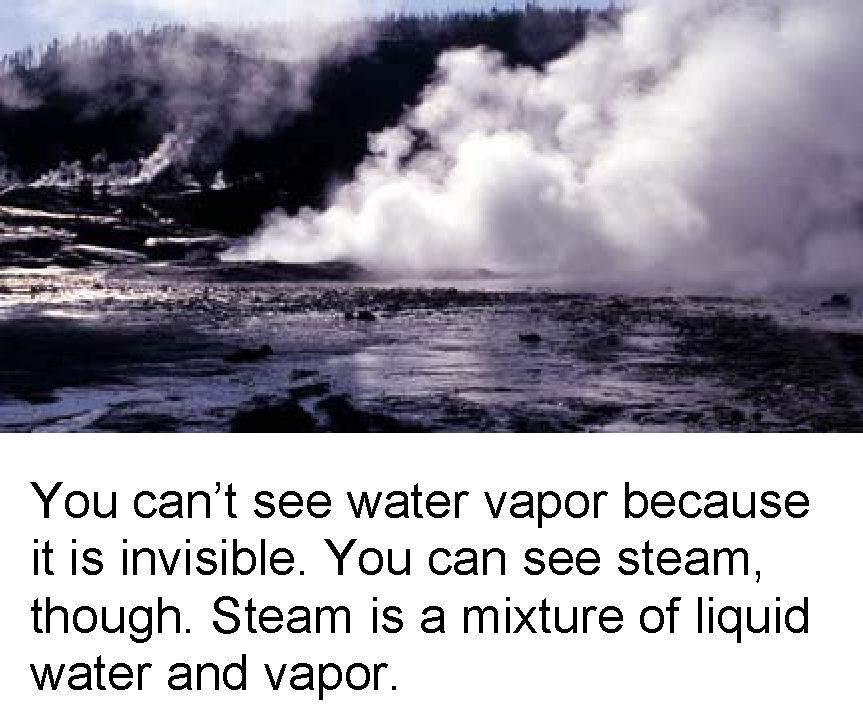 You can’t see water vapor because
it is invisible. You can see steam,
though. Steam is a mixture of liquid
water and vapor.